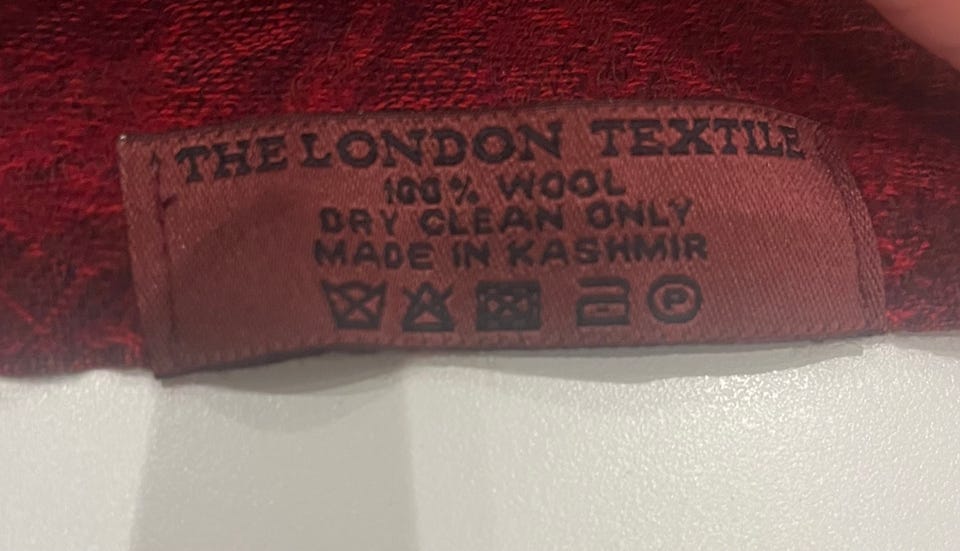 THE LONDON TEXTILE
100% WOOL
DRY CLEAN ONLY
MADE IN KASHMIR
P